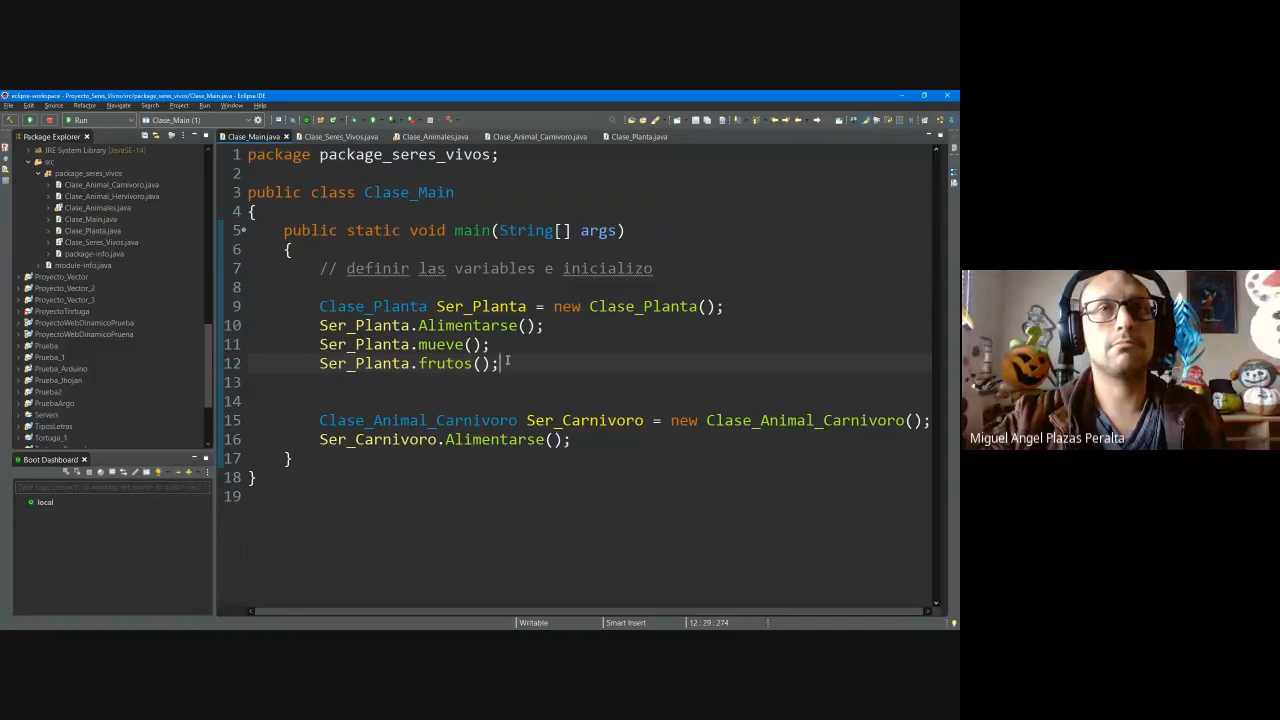 eclipse-workspace - Proyecto_Seres_Vivos/src/package_seres_vivos/Clase_Main.java - Eclipse IDE
File Edit Source Refactor Navigate Search Project Run Window Help
Run Clase_Main (1)
Package Explorer
JRE System Library [JavaSE-14]
src
package_seres_vivos
Clase_Animal_Carnivoro.java
Clase_Animal_Hervivoro.java
Clase_Animales.java
Clase_Main.java
Clase_Planta.java
Clase_Seres_Vivos.java
package-info.java
module-info.java
Proyecto_Vector
Proyecto_Vector_2
Proyecto_Vector_3
ProyectoTortuga
ProyectoWebDinamicoPrueba
ProyectoWebDinamicoPruena
Prueba
Prueba_1
Prueba_Arduino
Prueba_Jhojan
Prueba2
PruebaArgo
Servers
TiposLetras
Tortuga_1
Boot Dashboard
local
Clase_Main.java Clase_Seres_Vivos.java Clase_Animales.java Clase_Animal_Carnivoro.java Clase_Planta.java
1 package package_seres_vivos;
2
3 public class Clase_Main
4 {
5 public static void main(String[] args)
6 {
7 // definir las variables e inicializo
8
9 Clase_Planta Ser_Planta = new Clase_Planta();
10 Ser_Planta.Alimentarse();
11 Ser_Planta.mueve();
12 Ser_Planta.frutos();
13
14
15 Clase_Animal_Carnivoro Ser_Carnivoro = new Clase_Animal_Carnivoro();
16 Ser_Carnivoro.Alimentarse();
17 }
18 }
19
Writable Smart Insert 12:29:274
Miguel Angel Plazas Peralta